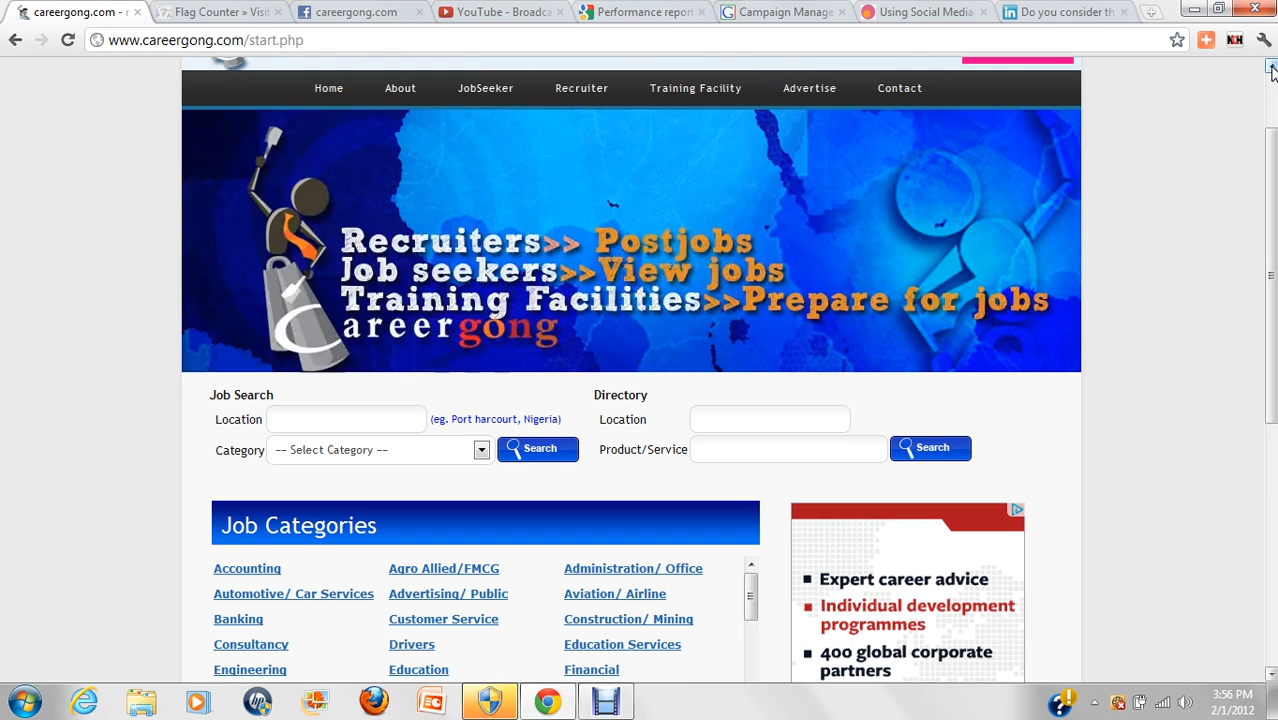 careergong.com - r
Flag Counter » Visit
careergong.com
YouTube - Broadca
Performance report
Campaign Manage
Using Social Media
Do you consider th
www.careergong.com/start.php
Home About JobSeeker Recruiter Training Facility Advertise Contact
Recruiters>> Postjobs
Job seekers>>View jobs
Training Facilities>>Prepare for jobs
Careergong
Job Search Directory
Location (eg. Port harcourt, Nigeria) Location
Category -- Select Category -- Search Product/Service Search
Job Categories
Accounting Agro Allied/FMCG Administration/ Office
Automotive/ Car Services Advertising/ Public Aviation/ Airline
Banking Customer Service Construction/ Mining
Consultancy Drivers Education Services
Engineering Education Financial
Expert career advice
Individual development
programmes
400 global corporate
partners
3:56 PM
2/1/2012